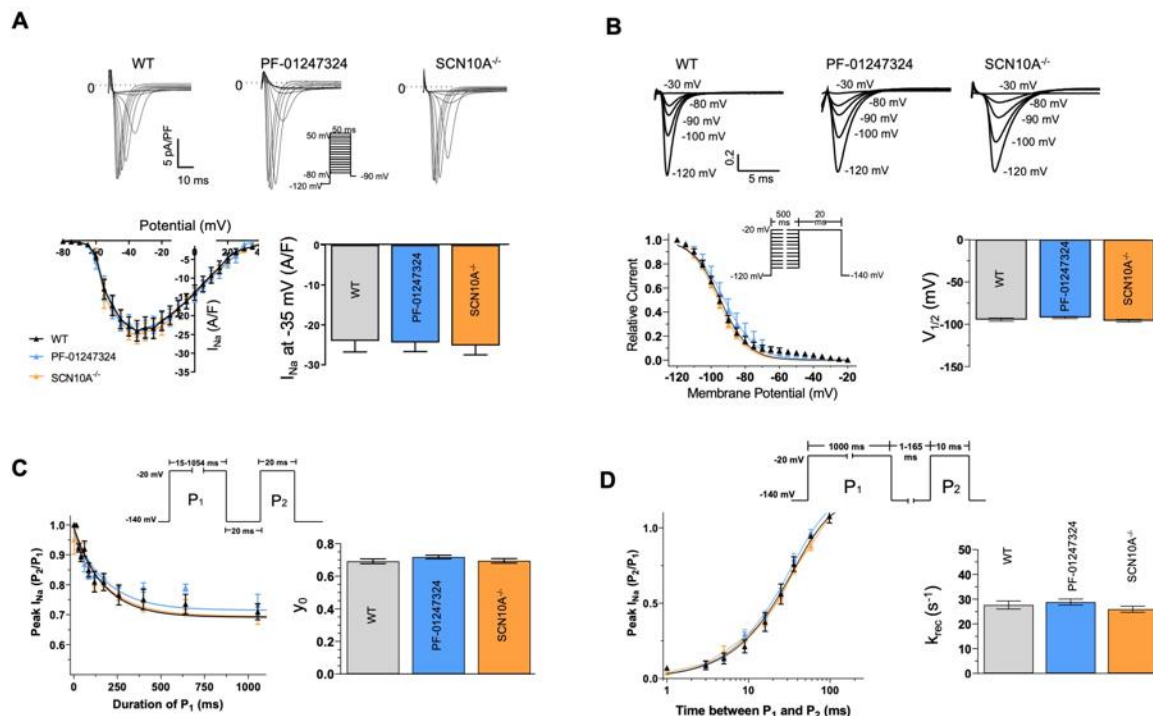 A
WT
PF-01247324
SCN10A-/-
0
0
0
5 pA/PF
10 ms
50 ms
50 mV
-80 mV
-120 mV
-90 mV
Potential (mV)
-80 -60 -40 -20 0 20 4
-5
-10
-15
-20
-25
-30
-35
INa (A/F)
WT
PF-01247324
SCN10A-/-
INa at -35 mV (A/F)
0
-10
-20
-30
WT
PF-01247324
SCN10A-/-
B
WT
PF-01247324
SCN10A-/-
-30 mV
-80 mV
-90 mV
-100 mV
-120 mV
-30 mV
-80 mV
-90 mV
-100 mV
-120 mV
-30 mV
-80 mV
-90 mV
-100 mV
-120 mV
0.2
5 ms
500 ms
20 ms
-20 mV
-120 mV
-140 mV
Relative Current
1.0
0.8
0.6
0.4
0.2
0.0
-120 -100 -80 -60 -40 -20
Membrane Potential (mV)
V1/2 (mV)
0
-50
-100
-150
WT
PF-01247324
SCN10A-/-
C
15-1054 ms
20 ms
-20 mV
P1
P2
-140 mV
20 ms
Peak INa (P2/P1)
1.0
0.9
0.8
0.7
0.6
0 250 500 750 1000
Duration of P1 (ms)
y0
0.8
0.6
0.4
0.2
0.0
WT
PF-01247324
SCN10A-/-
D
1000 ms
1-165 ms
10 ms
-20 mV
-140 mV
P1
P2
Peak INa (P2/P1)
1.0
0.5
0.0
1 10 100
Time between P1 and P2 (ms)
krec (s-1)
50
40
30
20
10
0
WT
PF-01247324
SCN10A-/-